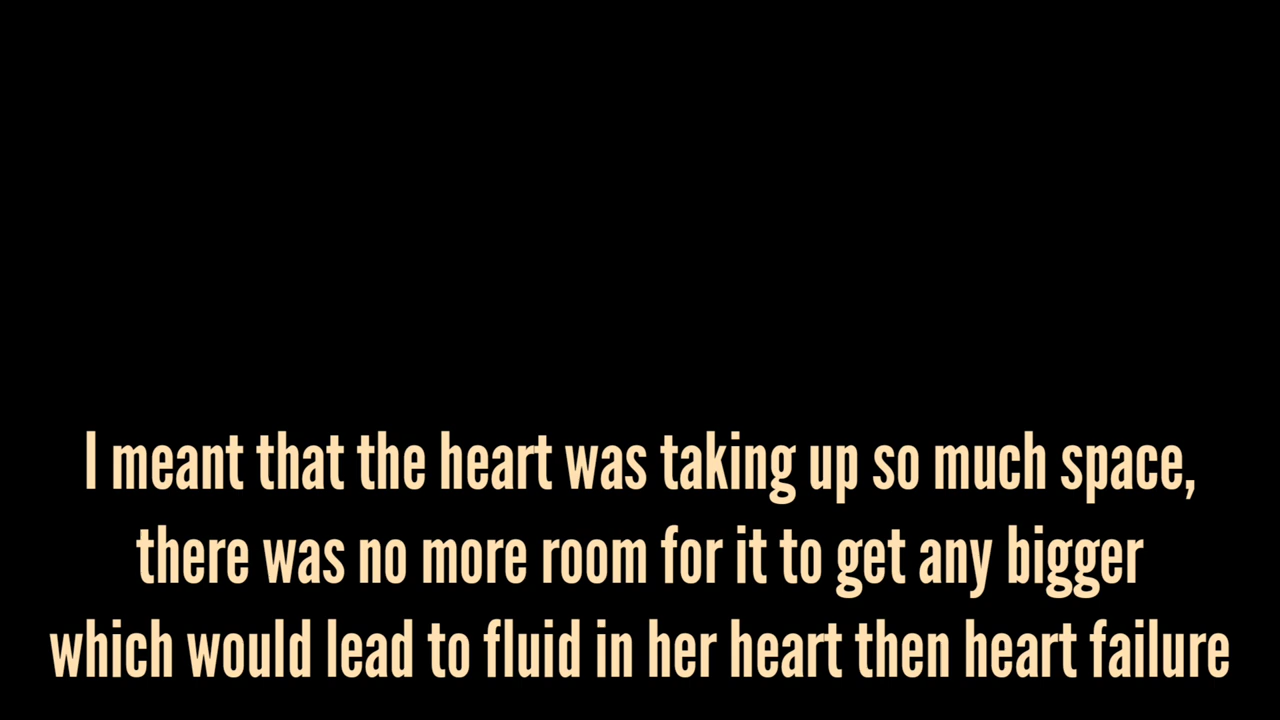 I meant that the heart was taking up so much space,
there was no more room for it to get any bigger
which would lead to fluid in her heart then heart failure